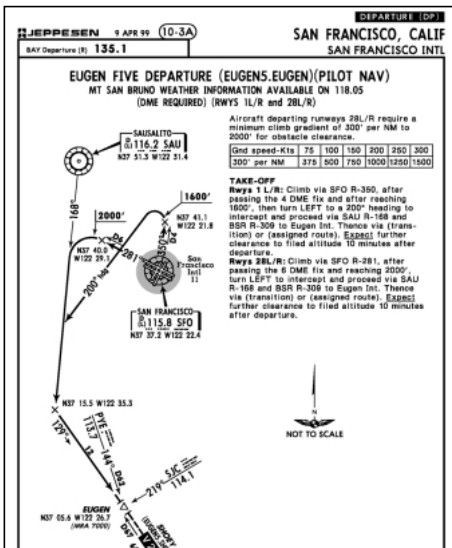 DEPARTURE (DP)
JEPPESEN 9 APR 99 (10-3A)
SAN FRANCISCO, CALIF
BAY Departure (R) 135.1
SAN FRANCISCO INTL
EUGEN FIVE DEPARTURE (EUGEN5.EUGEN)(PILOT NAV)
MT SAN BRUNO WEATHER INFORMATION AVAILABLE ON 118.05
(DME REQUIRED) (RWYS 1L/R and 28L/R)
Aircraft departing runways 28L/R require a
minimum climb gradient of 300' per NM to
2000' for obstacle clearance.
Gnd speed-Kts 75 100 150 200 250 300
300' per NM 375 500 750 1000 1250 1500
TAKE-OFF
Rwys 1 L/R: Climb via SFO R-350, after
passing the 4 DME fix and after reaching
1600', then turn LEFT to a 200° heading to
intercept and proceed via SAU R-168 and
BSR R-309 to Eugen Int. Thence via (trans-
ition) or (assigned route). Expect further
clearance to filed altitude 10 minutes after
departure.
Rwys 28L/R: Climb via SFO R-281, after
passing the 6 DME fix and reaching 2000',
turn LEFT to intercept and proceed via SAU
R-168 and BSR R-309 to Eugen Int. Thence
via (transition) or (assigned route). Expect
further clearance to filed altitude 10 minutes
after departure.
SAUSALITO
116.2 SAU
N37 51.3 W122 31.4
168°
1600'
2000'
N37 41.1
W122 21.8
D6
D4
350°
N37 40.0
W122 29.1
281°
San
Francisco
Intl
11
200° hdg
SAN FRANCISCO
115.8 SFO
N37 37.2 W122 22.4
N37 15.5 W122 35.3
NOT TO SCALE
N
129°
12
PYE
113.7
144°
D62
SJC
219°
114.1
EUGEN
N37 05.6 W122 26.7
(MRA 7000)
D67
SHOEY